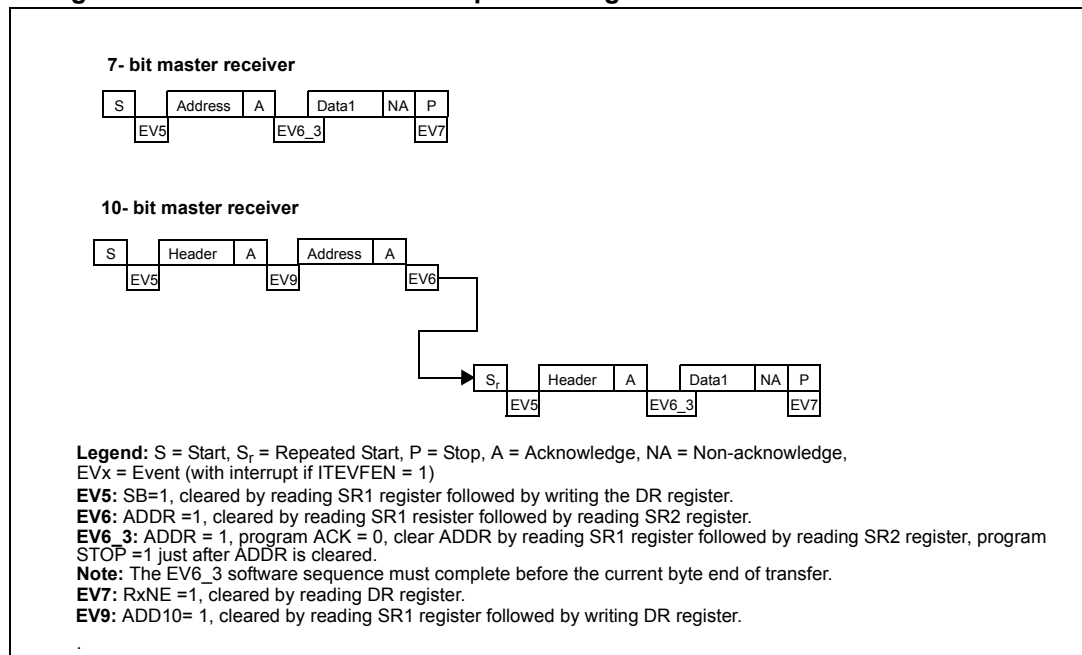 7- bit master receiver
S Address A Data1 NA P
EV5 EV6_3 EV7
10- bit master receiver
S Header A Address A
EV5 EV9 EV6
Sr Header A Data1 NA P
EV5 EV6_3 EV7
Legend: S = Start, Sr = Repeated Start, P = Stop, A = Acknowledge, NA = Non-acknowledge,
EVx = Event (with interrupt if ITEVFEN = 1)
EV5: SB=1, cleared by reading SR1 register followed by writing the DR register.
EV6: ADDR =1, cleared by reading SR1 resister followed by reading SR2 register.
EV6_3: ADDR = 1, program ACK = 0, clear ADDR by reading SR1 register followed by reading SR2 register, program
STOP =1 just after ADDR is cleared.
Note: The EV6_3 software sequence must complete before the current byte end of transfer.
EV7: RxNE =1, cleared by reading DR register.
EV9: ADD10= 1, cleared by reading SR1 register followed by writing DR register.
.